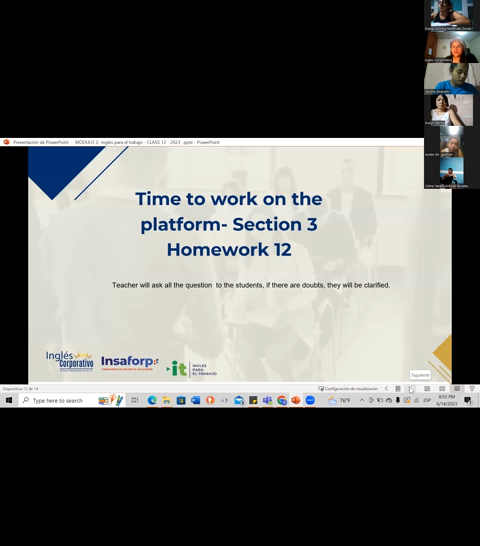 Inglés Corporativo
Presentación de PowerPoint - MODULO 2- Ingles para el trabajo - CLASS 12 - 2023 .pptx - PowerPoint
Time to work on the
platform- Section 3
Homework 12
Teacher will ask all the question to the students, if there are doubts, they will be clarified.
Inglés
Corporativo
Insaforp
it
INGLÉS
PARA
EL TRABAJO
Siguiente
Diapositiva 12 de 14
Configuración de visualización
Type here to search
76°F
ESP
8:55 PM
6/14/2023